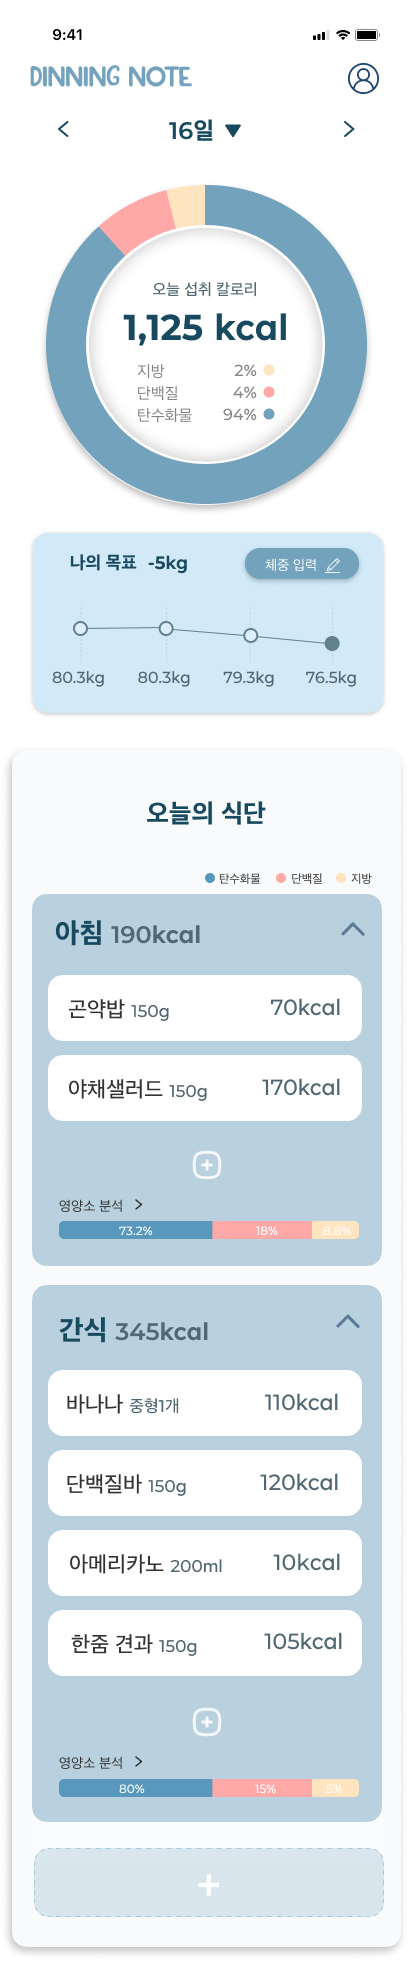 9:41
DINNING NOTE
16일
오늘 섭취 칼로리
1,125 kcal
지방 2%
단백질 4%
탄수화물 94%
나의 목표 -5kg
체중 입력
80.3kg 80.3kg 79.3kg 76.5kg
오늘의 식단
탄수화물 단백질 지방
아침 190kcal
곤약밥 150g 70kcal
야채샐러드 150g 170kcal
영양소 분석 >
73.2% 18% 8.8%
간식 345kcal
바나나 중형1개 110kcal
단백질바 150g 120kcal
아메리카노 200ml 10kcal
한줌 견과 150g 105kcal
영양소 분석 >
80% 15% 5%